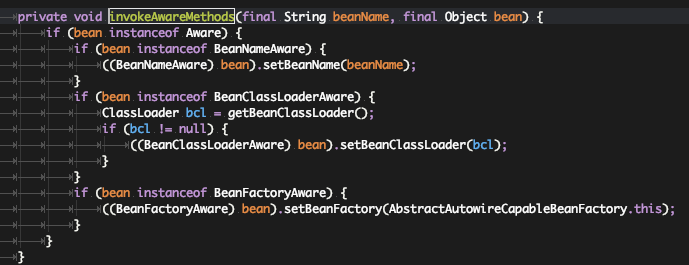 private void invokeAwareMethods(final String beanName, final Object bean) {
if (bean instanceof Aware) {
if (bean instanceof BeanNameAware) {
((BeanNameAware) bean).setBeanName(beanName);
}
if (bean instanceof BeanClassLoaderAware) {
ClassLoader bcl = getBeanClassLoader();
if (bcl != null) {
((BeanClassLoaderAware) bean).setBeanClassLoader(bcl);
}
}
if (bean instanceof BeanFactoryAware) {
((BeanFactoryAware) bean).setBeanFactory(AbstractAutowireCapableBeanFactory.this);
}
}
}